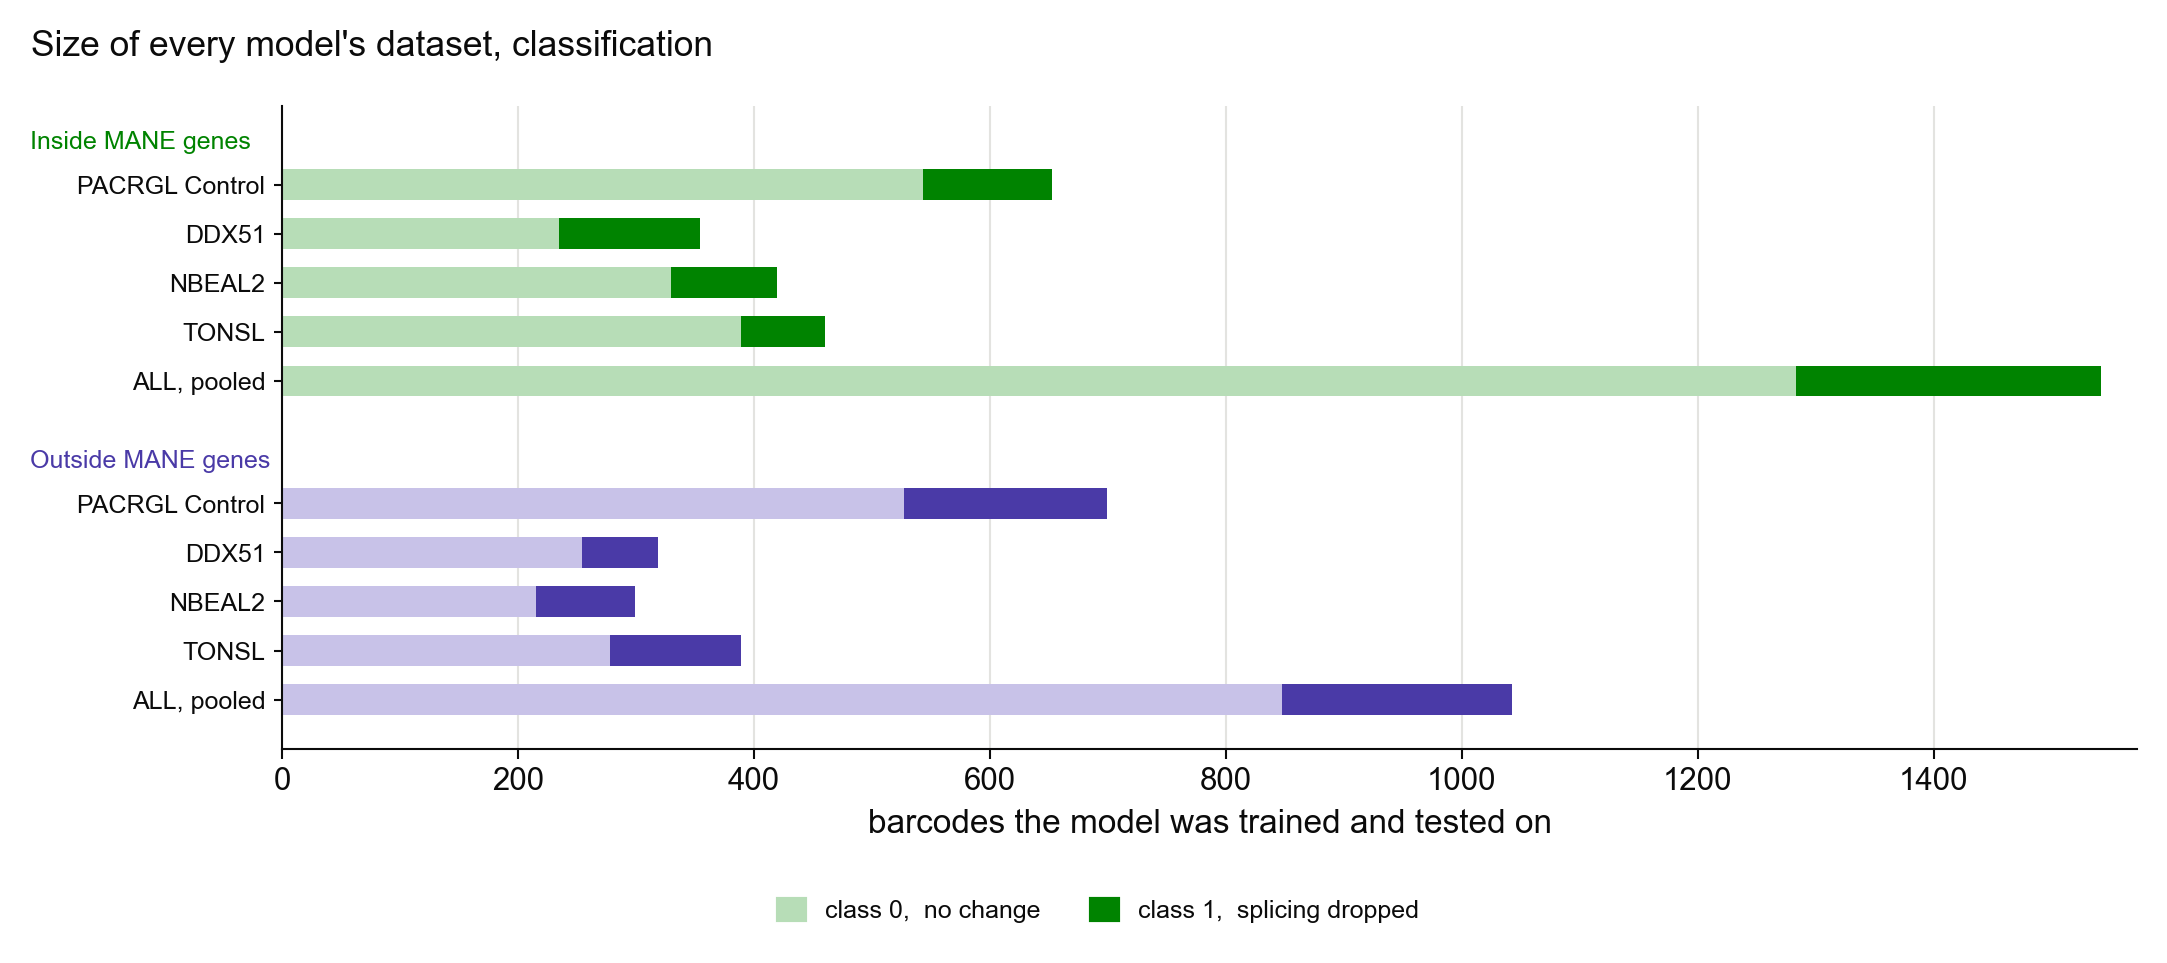 Size of every model's dataset, classification
Inside MANE genes
PACRGL Control
DDX51
NBEAL2
TONSL
ALL, pooled
Outside MANE genes
PACRGL Control
DDX51
NBEAL2
TONSL
ALL, pooled
0 200 400 600 800 1000 1200 1400
barcodes the model was trained and tested on
class 0,  no change class 1,  splicing dropped